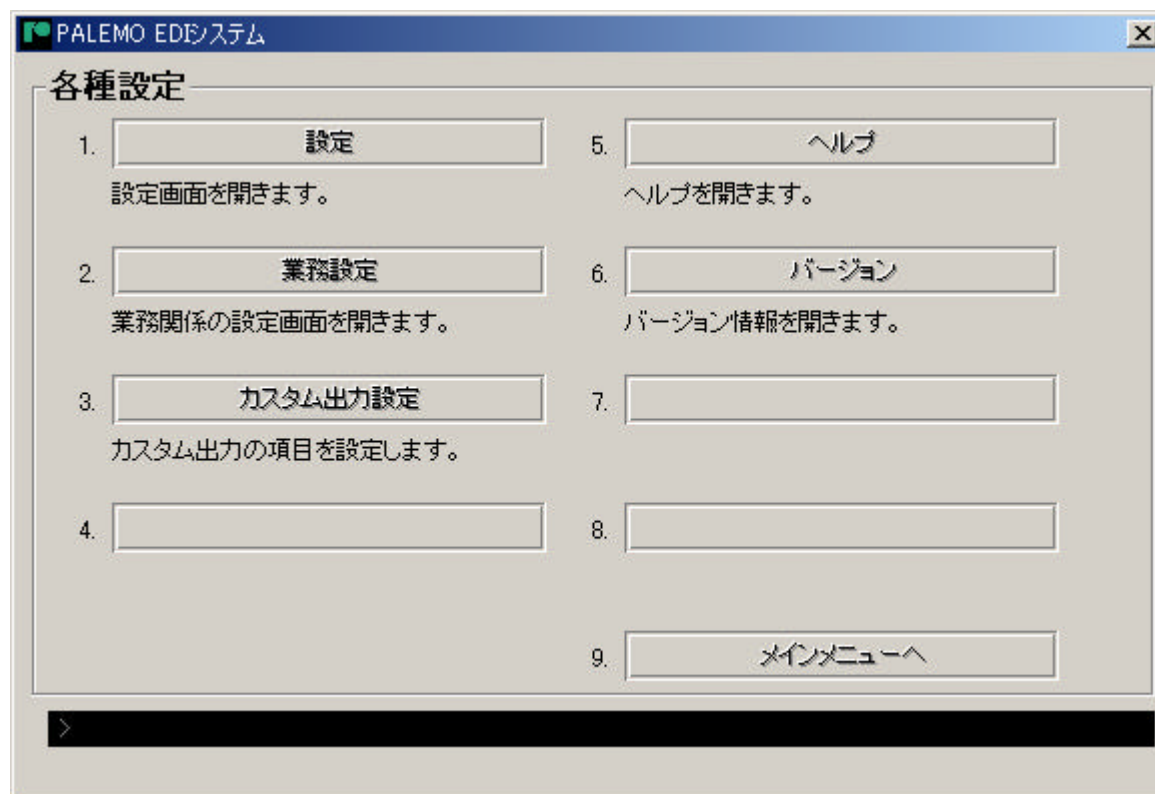 PALEMO EDIシステム
各種設定
1. 設定
設定画面を開きます。
2. 業務設定
業務関係の設定画面を開きます。
3. カスタム出力設定
カスタム出力の項目を設定します。
4.
5. ヘルプ
ヘルプを開きます。
6. バージョン
バージョン情報を開きます。
7.
8.
9. メインメニューへ
>